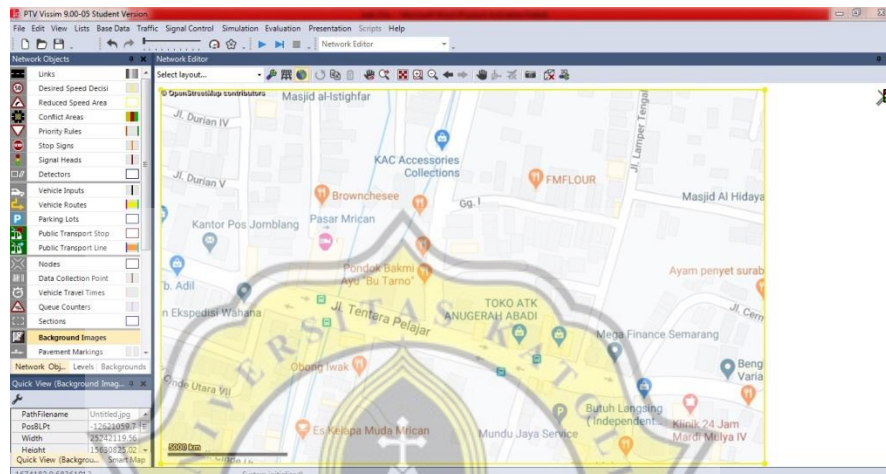 PTV Vissim 9.00-05 Student Version
File Edit View Lists Base Data Traffic Signal Control Simulation Evaluation Presentation Scripts Help
Network Editor
Network Objects
Network Editor
Select layout...
Links
Desired Speed Decisi
Reduced Speed Area
Conflict Areas
Priority Rules
Stop Signs
Signal Heads
Detectors
Vehicle Inputs
Vehicle Routes
Parking Lots
Public Transport Stop
Public Transport Line
Nodes
Data Collection Point
Vehicle Travel Times
Queue Counters
Sections
Background Images
Pavement Markings
Network Obj... Levels Backgrounds
Quick View (Background Imag...
PathFilename Untitled.jpg
PosBLPt -12621059.7
Width 25242119.56
Height 15630825.02
Quick View (Backgrou... Smart Map
© OpenStreetMap contributors
Masjid al-Istighfar
Jl. Durian IV
Jl. Lamper Tengah
KAC Accessories
Collections
Jl. Durian V
FMFLOUR
Brownchesee
Gg. I
Masjid Al Hidaya
Kantor Pos Jomblang
Pasar Mrican
Pondok Bakmi
Ayu "Bu Tarno"
Ayam penyet surab
b. Adil
n Ekspedisi Wahana
Jl. Tentara Pelajar
TOKO ATK
ANUGERAH ABADI
Jl. Cem
Mega Finance Semarang
Obong Iwak
Beng
Varia
Onde Utara VII
Butuh Langsing
(Independent
Es Kelapa Muda Mrican
Mundu Jaya Service
Klinik 24 Jam
Mardi Mulya IV
5000 km
UNIVERSITAS K